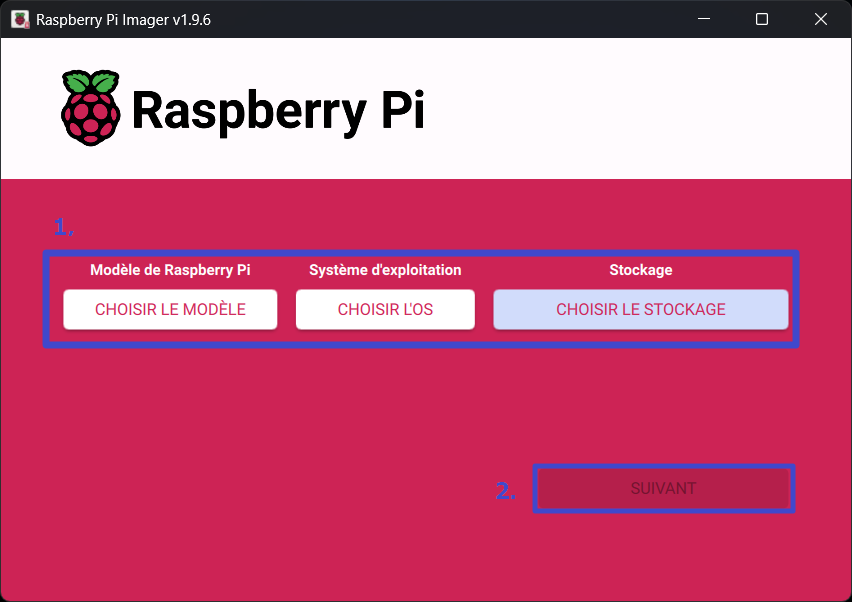 Raspberry Pi Imager v1.9.6
Raspberry Pi
1.
Modèle de Raspberry Pi Système d'exploitation Stockage
CHOISIR LE MODÈLE CHOISIR L'OS CHOISIR LE STOCKAGE
2. SUIVANT